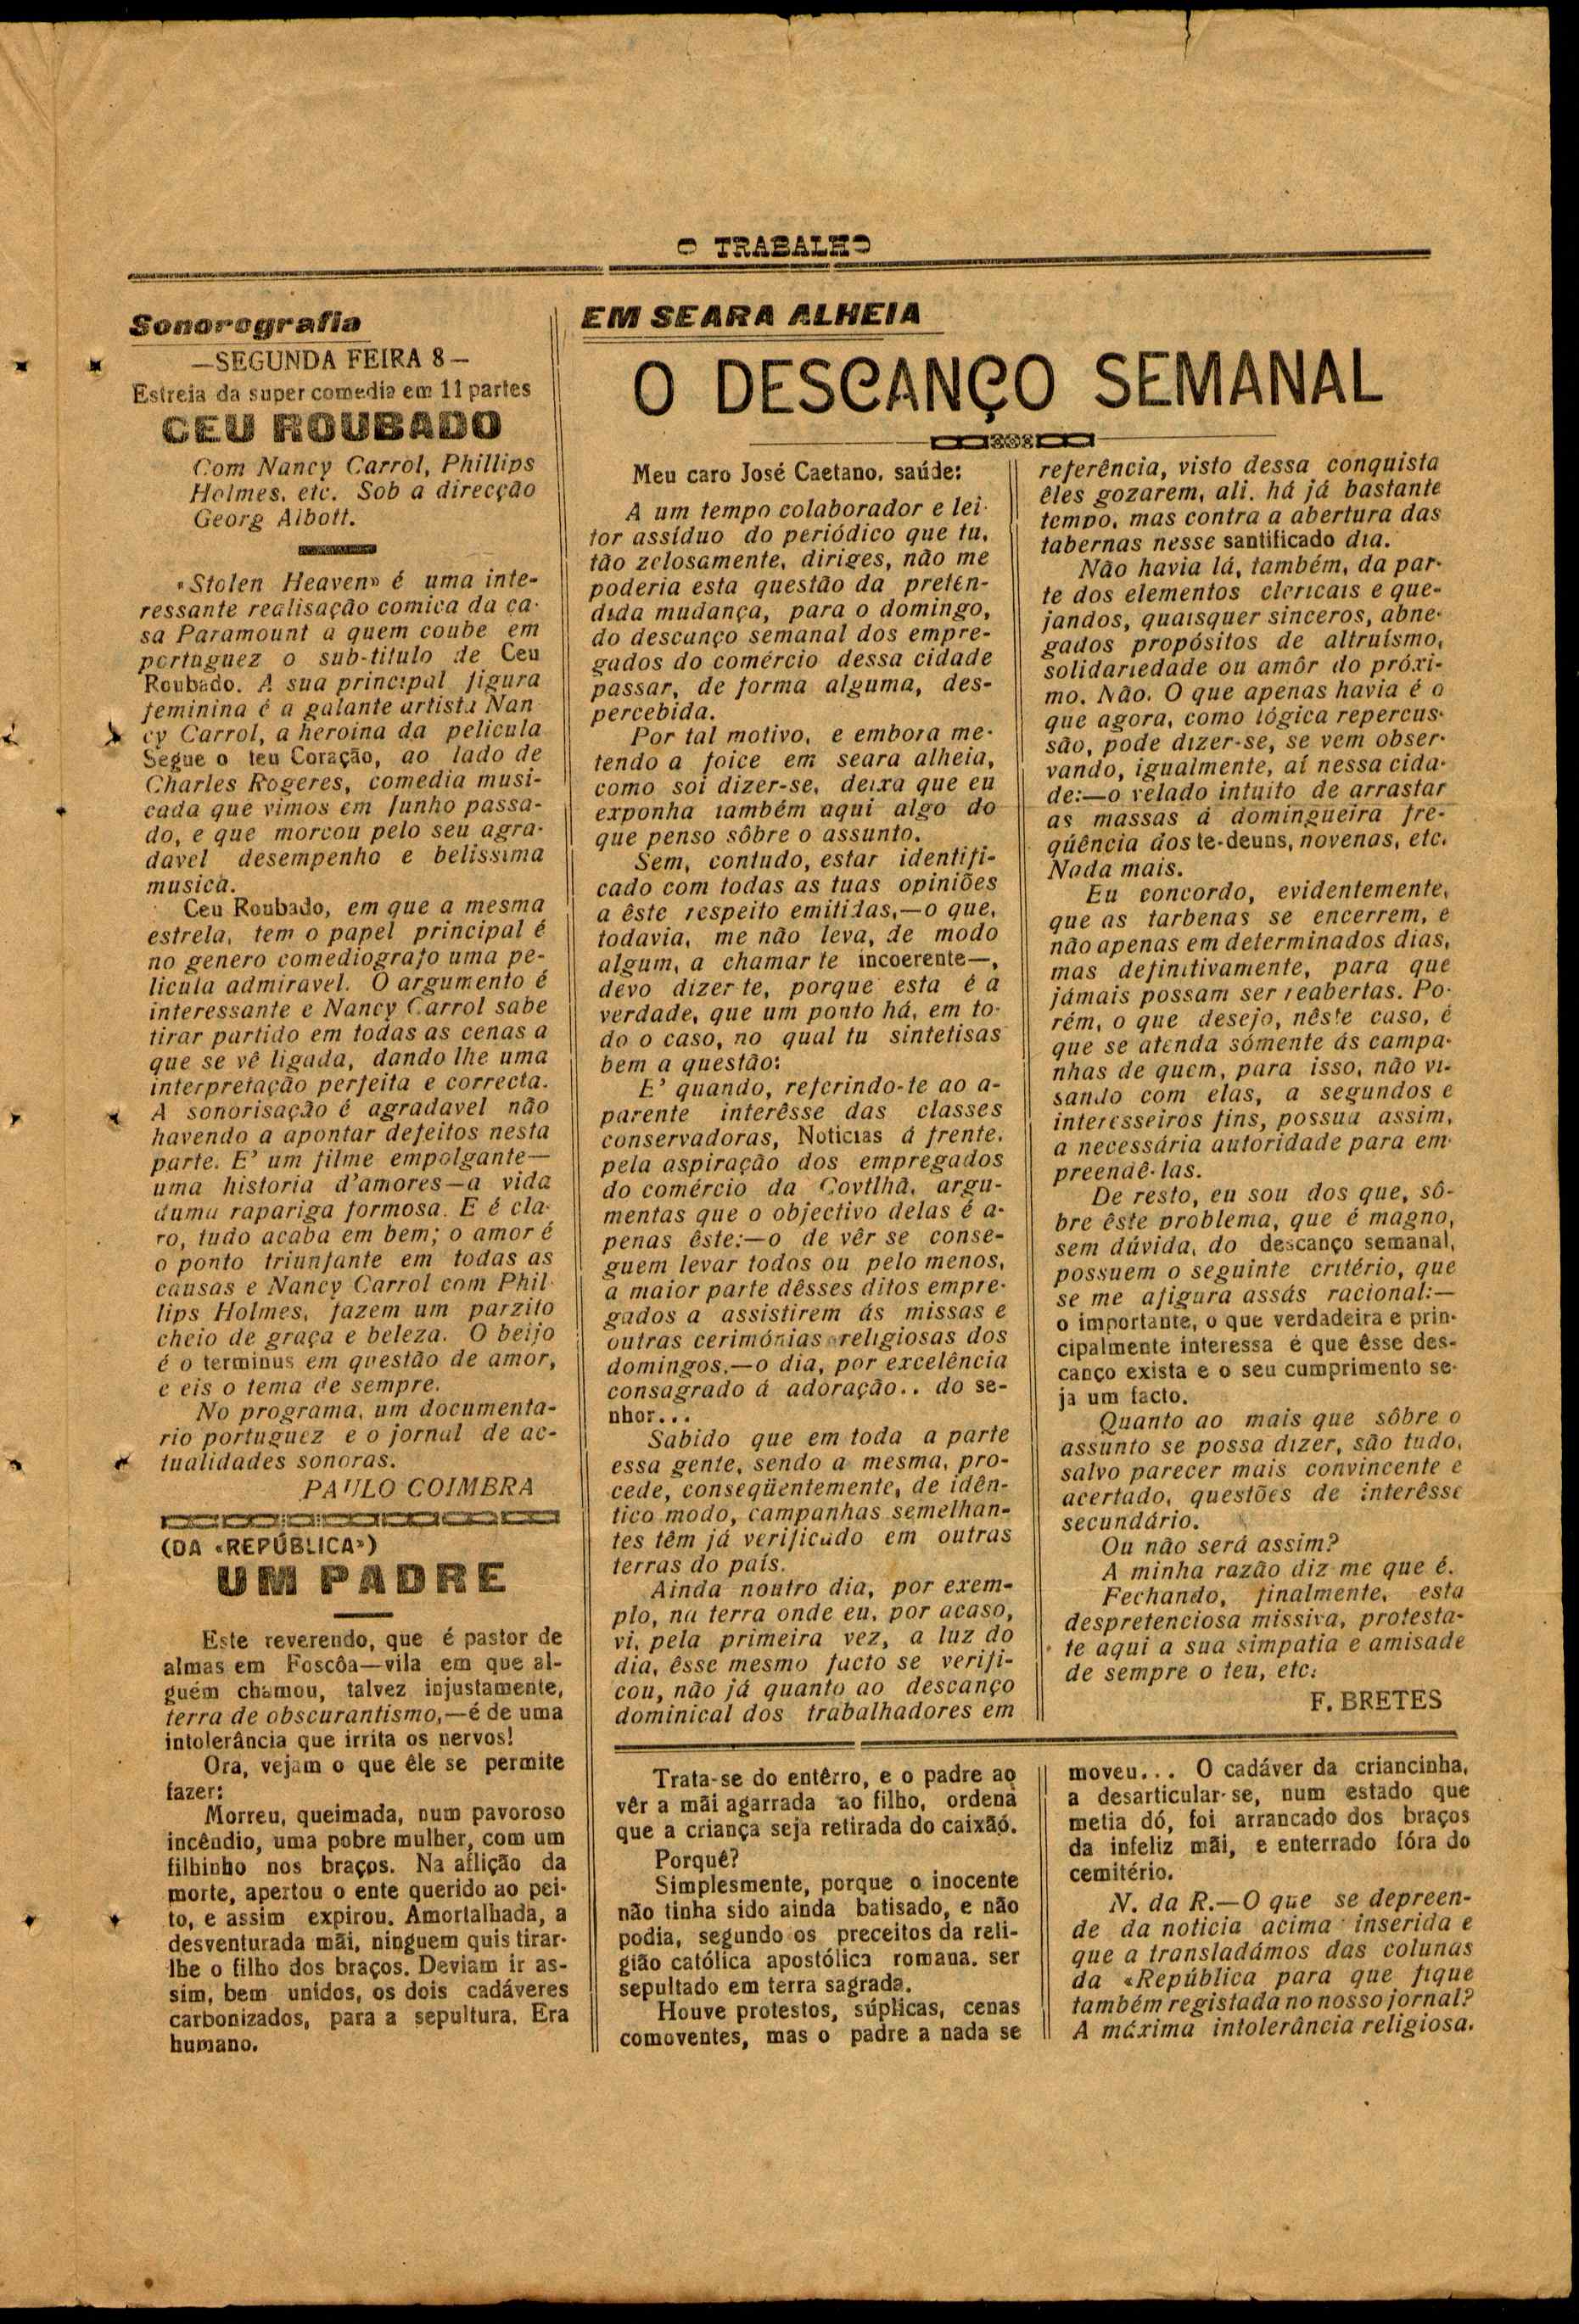 O TRABALHO
Sonorografia
—SEGUNDA FEIRA 8—
Estreia da super comedia em 11 partes
CEU ROUBADO
Com Nancy Carrol, Phillips
Holmes, etc. Sob a direcção
Georg Albott.
«Stolen Heaven» é uma inte-
ressante realisação comica da ca-
sa Paramount a quem coube em
portuguez o sub-titulo de Ceu
Roubado. A sua principal figura
feminina é a galante artista Nan
cy Carrol, a heroina da pelicula
Segue o teu Coração, ao lado de
Charles Rogeres, comedia musi-
cada que vimos em Junho passa-
do, e que morcou pelo seu agra-
davel desempenho e belissima
musica.
Ceu Roubado, em que a mesma
estrela, tem o papel principal é
no genero comediografo uma pe-
licula admiravel. O argumento é
interessante e Nancy Carrol sabe
tirar partido em todas as cenas a
que se vê ligada, dando lhe uma
interpretação perfeita e correcta.
A sonorisação é agradavel não
havendo a apontar defeitos nesta
parte. E' um filme empolgante—
uma historia d'amores—a vida
duma rapariga formosa. E é cla-
ro, tudo acaba em bem; o amor é
o ponto triunfante em todas as
causas e Nancy Carrol com Phil-
lips Holmes, fazem um parzito
cheio de graça e beleza. O beijo
é o terminus em questão de amor,
e eis o tema de sempre.
No programa, um documenta-
rio portuguez e o jornal de ac-
tualidades sonoras.
PAULO COIMBRA
(DA «REPÚBLICA»)
UM PADRE
Este reverendo, que é pastor de
almas em Foscôa—vila em que al-
guém chamou, talvez injustamente,
terra de obscurantismo,—é de uma
intolerância que irrita os nervos!
Ora, vejam o que êle se permite
fazer:
Morreu, queimada, num pavoroso
incêndio, uma pobre mulher, com um
filhinho nos braços. Na aflição da
morte, apertou o ente querido ao pei-
to, e assim expirou. Amortalhada, a
desventurada mãi, ninguem quis tirar-
lhe o filho dos braços. Deviam ir as-
sim, bem unidos, os dois cadáveres
carbonizados, para a sepultura. Era
humano.
EM SEARA ALHEIA
O DESCANÇO SEMANAL
Meu caro José Caetano, saúde:
A um tempo colaborador e lei-
tor assíduo do periódico que tu,
tão zelosamente, diriges, não me
poderia esta questão da preten-
dida mudança, para o domingo,
do descanço semanal dos empre-
gados do comércio dessa cidade
passar, de forma alguma, des-
percebida.
Por tal motivo, e embora me-
tendo a foice em seara alheia,
como soi dizer-se, deixa que eu
exponha também aqui algo do
que penso sôbre o assunto.
Sem, contudo, estar identifi-
cado com todas as tuas opiniões
a êste respeito emitidas,—o que,
todavia, me não leva, de modo
algum, a chamar te incoerente—,
devo dizer te, porque esta é a
verdade, que um ponto há, em to-
do o caso, no qual tu sintetisas
bem a questão:
E' quando, referindo-te ao a-
parente interêsse das classes
conservadoras, Noticias á frente,
pela aspiração dos empregados
do comércio da Covtlhã, argu-
mentas que o objectivo delas é a-
penas êste:—o de vêr se conse-
guem levar todos ou pelo menos,
a maior parte dêsses ditos empre-
gados a assistirem ás missas e
outras cerimónias religiosas dos
domingos,—o dia, por excelência
consagrado á adoração.. do se-
nhor...
Sabido que em toda a parte
essa gente, sendo a mesma, pro-
cede, conseqüentemente, de idên-
tico modo, campanhas semelhan-
tes têm já verificado em outras
terras do país.
Ainda noutro dia, por exem-
plo, na terra onde eu, por acaso,
vi, pela primeira vez, a luz do
dia, êsse mesmo facto se verifi-
cou, não já quanto ao descanço
dominical dos trabalhadores em
referência, visto dessa conquista
êles gozarem, ali. há já bastante
tempo, mas contra a abertura das
tabernas nesse santificado dia.
Não havia lá, também, da par-
te dos elementos clericais e que-
jandos, quaisquer sinceros, abne-
gados propósitos de altruísmo,
solidariedade ou amôr do próxi-
mo. Não. O que apenas havia é o
que agora, como lógica repercus-
são, pode dizer-se, se vem obser-
vando, igualmente, aí nessa cida-
de:—o velado intuito de arrastar
as massas á domingueira fre-
qüência dos te-deuns, novenas, etc.
Nada mais.
Eu concordo, evidentemente,
que as tarbenas se encerrem, e
não apenas em determinados dias,
mas definitivamente, para que
jámais possam ser reabertas. Po-
rém, o que desejo, nêste caso, é
que se atenda sómente ás campa-
nhas de quem, para isso, não vi-
sando com elas, a segundos e
interesseiros fins, possua assim,
a necessária autoridade para em-
preendê-las.
De resto, eu sou dos que, sô-
bre êste problema, que é magno,
sem dúvida, do descanço semanal,
possuem o seguinte critério, que
se me afigura assás racional:—
o importante, o que verdadeira e prin-
cipalmente interessa é que êsse des-
canço exista e o seu cumprimento se-
ja um facto.
Quanto ao mais que sôbre o
assunto se possa dizer, são tudo,
salvo parecer mais convincente e
acertado, questões de interêsse
secundário.
Ou não será assim?
A minha razão diz me que é.
Fechando, finalmente, esta
despretenciosa missiva, protesta-
te aqui a sua simpatia e amisade
de sempre o teu, etc.
F. BRETES
Trata-se do entêrro, e o padre ao
vêr a mãi agarrada ao filho, ordena
que a criança seja retirada do caixão.
Porquê?
Simplesmente, porque o inocente
não tinha sido ainda batisado, e não
podia, segundo os preceitos da reli-
gião católica apostólica romana. ser
sepultado em terra sagrada.
Houve protestos, súplicas, cenas
comoventes, mas o padre a nada se
moveu... O cadáver da criancinha,
a desarticular-se, num estado que
metia dó, foi arrancado dos braços
da infeliz mãi, e enterrado fóra do
cemitério.
N. da R.—O que se depreen-
de da noticia acima inserida e
que a transladámos das colunas
da «República para que fique
também registada no nosso jornal?
A máxima intolerância religiosa.